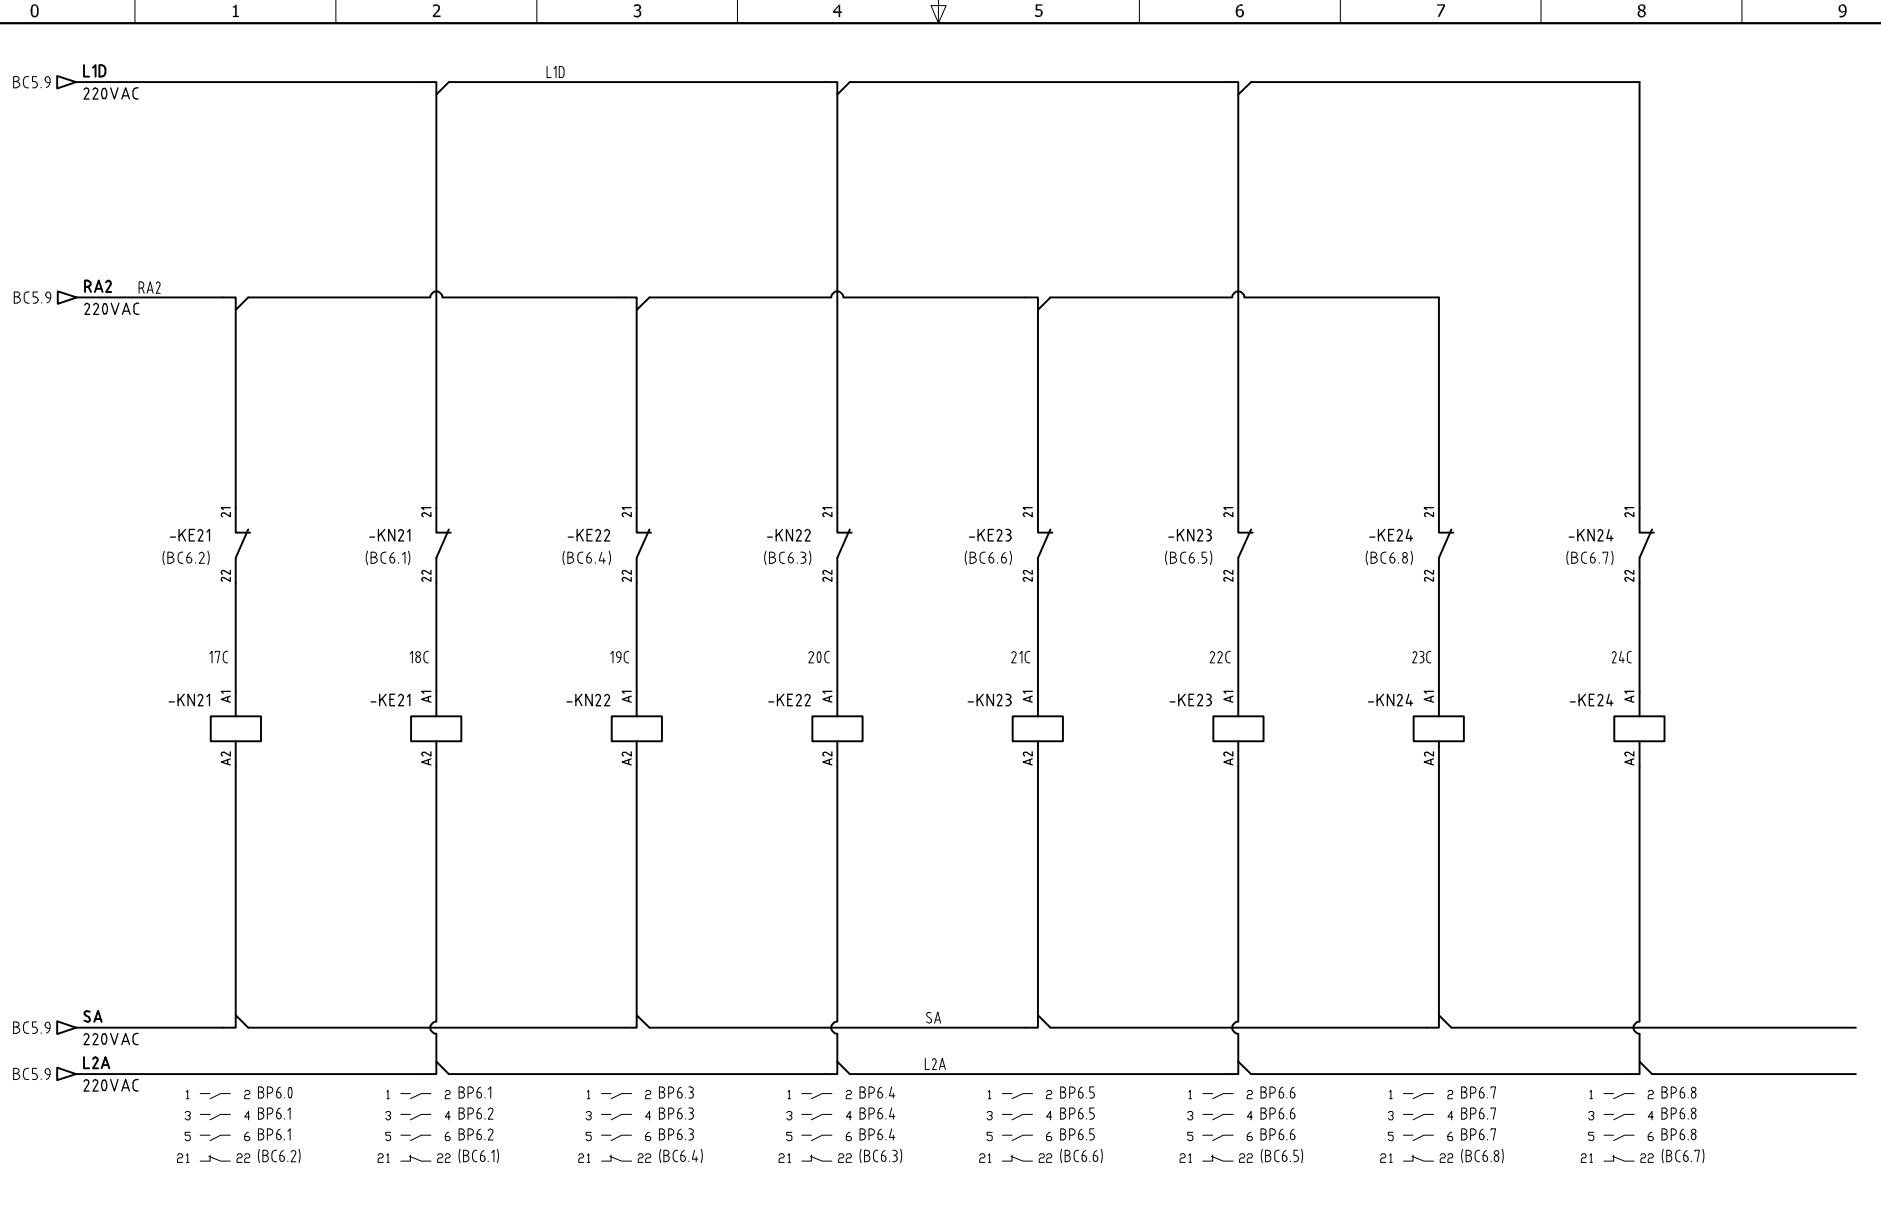 0 1 2 3 4 5 6 7 8 9
BC5.9 L1D L1D
220VAC
BC5.9 RA2 RA2
220VAC
21 21 21 21 21 21 21 21
-KE21 -KN21 -KE22 -KN22 -KE23 -KN23 -KE24 -KN24
(BC6.2) (BC6.1) (BC6.4) (BC6.3) (BC6.6) (BC6.5) (BC6.8) (BC6.7)
22 22 22 22 22 22 22 22
17C 18C 19C 20C 21C 22C 23C 24C
-KN21 A1 -KE21 A1 -KN22 A1 -KE22 A1 -KN23 A1 -KE23 A1 -KN24 A1 -KE24 A1
A2 A2 A2 A2 A2 A2 A2 A2
BC5.9 SA SA
220VAC
BC5.9 L2A L2A
220VAC
1 2 BP6.0 1 2 BP6.1 1 2 BP6.3 1 2 BP6.4 1 2 BP6.5 1 2 BP6.6 1 2 BP6.7 1 2 BP6.8
3 4 BP6.1 3 4 BP6.2 3 4 BP6.3 3 4 BP6.4 3 4 BP6.5 3 4 BP6.6 3 4 BP6.7 3 4 BP6.8
5 6 BP6.1 5 6 BP6.2 5 6 BP6.3 5 6 BP6.4 5 6 BP6.5 5 6 BP6.6 5 6 BP6.7 5 6 BP6.8
21 22 (BC6.2) 21 22 (BC6.1) 21 22 (BC6.4) 21 22 (BC6.3) 21 22 (BC6.6) 21 22 (BC6.5) 21 22 (BC6.8) 21 22 (BC6.7)